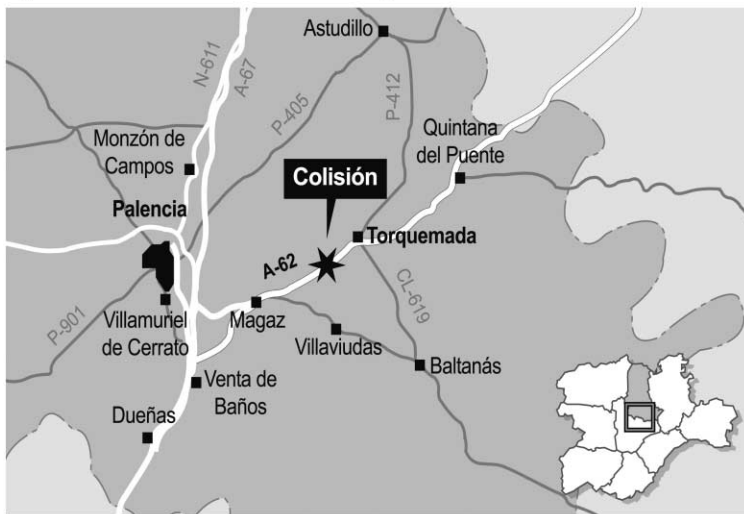 Astudillo
N-611
A-67
P-405
P-412
Monzón de
Campos
Quintana
del Puente
Colisión
Palencia
Torquemada
A-62
P-901
Villamuriel
de Cerrato
Magaz
CL-619
Villaviudas
Baltanás
Venta de
Baños
Dueñas